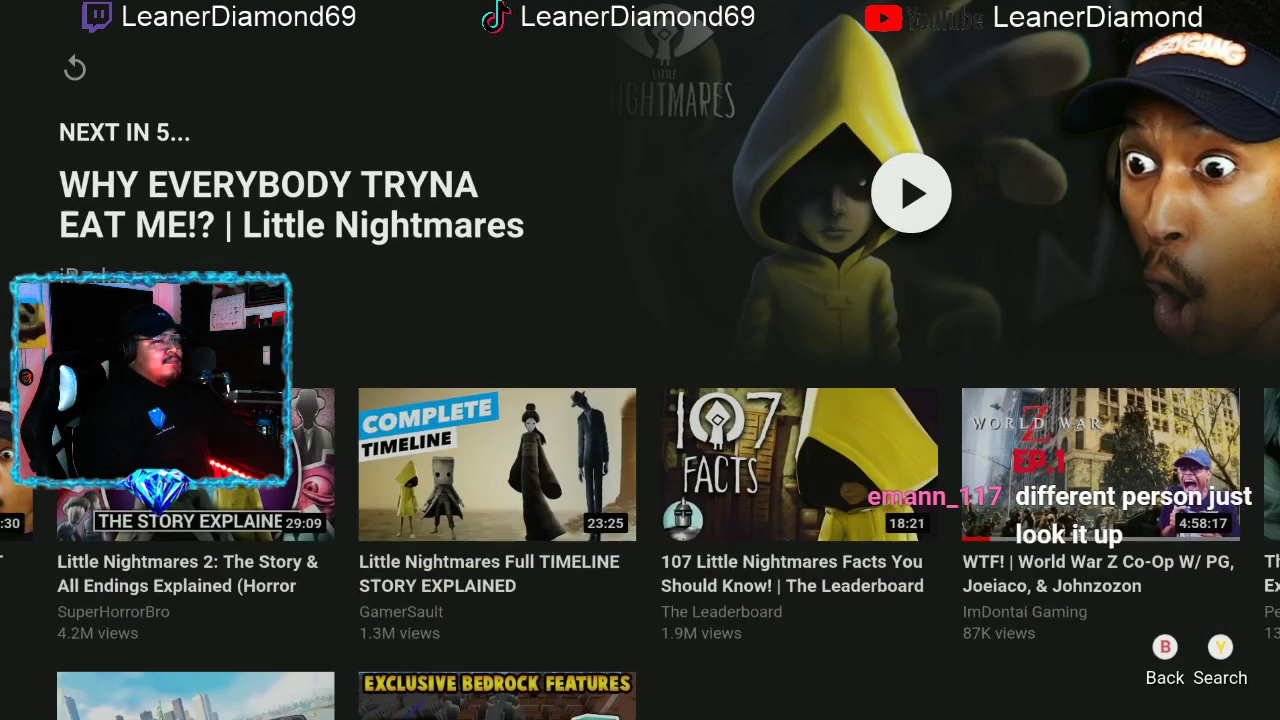 LeanerDiamond69
LeanerDiamond69
YouTube LeanerDiamond
LITTLE
NIGHTMARES
NEXT IN 5...
WHY EVERYBODY TRYNA
EAT ME!? | Little Nightmares
:30
THE STORY EXPLAINE
29:09
COMPLETE
TIMELINE
23:25
107
FACTS
18:21
WORLD WAR Z
EP.1
4:58:17
emann_117 different person just
look it up
Little Nightmares 2: The Story &
All Endings Explained (Horror
SuperHorrorBro
4.2M views
Little Nightmares Full TIMELINE
STORY EXPLAINED
GamerSault
1.3M views
107 Little Nightmares Facts You
Should Know! | The Leaderboard
The Leaderboard
1.9M views
WTF! | World War Z Co-Op W/ PG,
Joeiaco, & Johnzozon
ImDontai Gaming
87K views
B Y
Back Search
EXCLUSIVE BEDROCK FEATURES